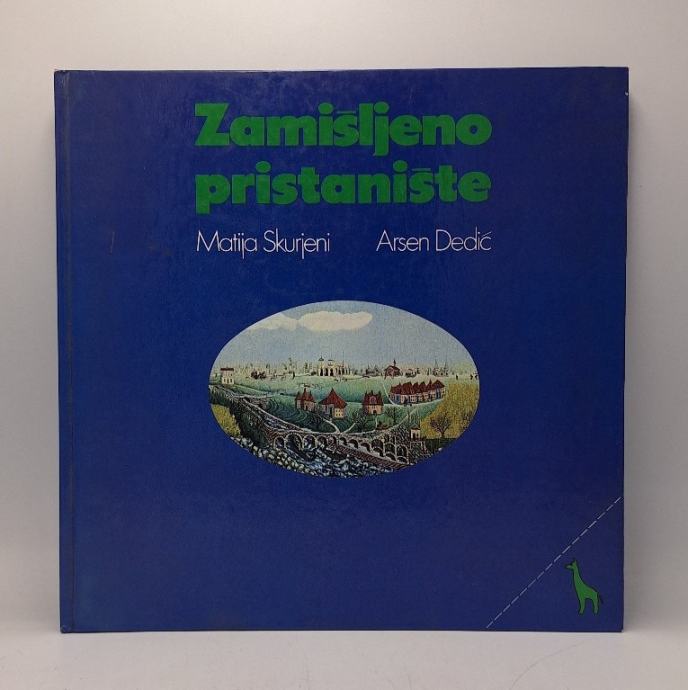 Zamišljeno
pristanište
Matija Skurjeni Arsen Dedić